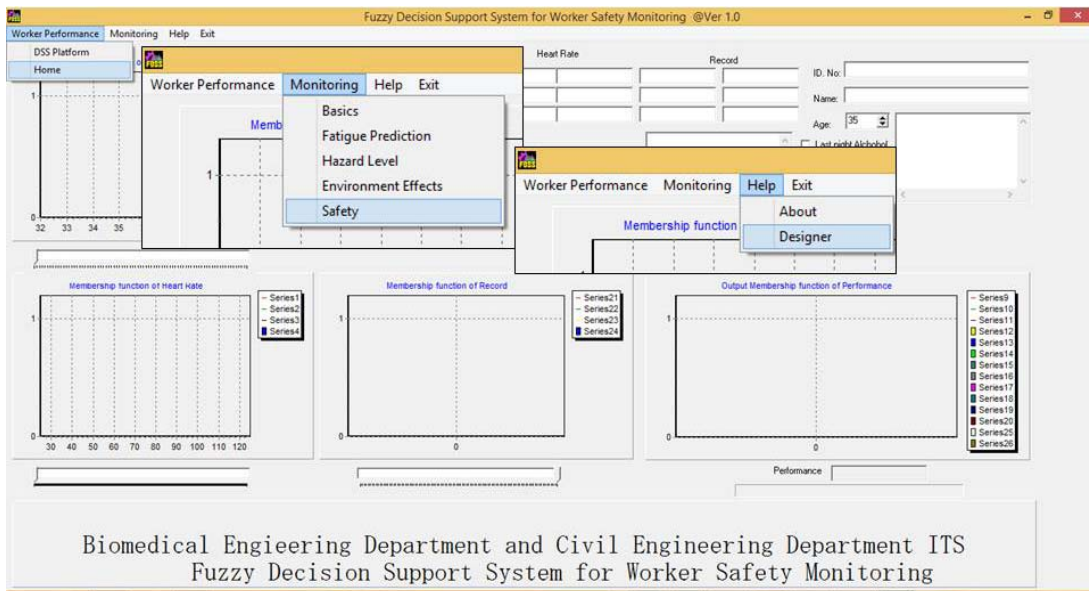 Fuzzy Decision Support System for Worker Safety Monitoring @Ver 1.0
Worker Performance Monitoring Help Exit
DSS Platform
Home
Heart Rate
Record
ID. No:
Name:
Age: 35
Last night Alchohol
1
0
32 33 34 35
FDSS
Worker Performance Monitoring Help Exit
Basics
Fatigue Prediction
Hazard Level
Environment Effects
Safety
Memb
1
FDSS
Worker Performance Monitoring Help Exit
About
Designer
Membership function
Membership function of Heart Rate
1
0
30 40 50 60 70 80 90 100 110 120
Series1
Series2
Series3
Series4
Membership function of Record
1
0
0
Series21
Series22
Series23
Series24
Output Membership function of Performance
1
0
0
Series9
Series10
Series11
Series12
Series13
Series14
Series15
Series16
Series17
Series18
Series19
Series20
Series25
Series26
Performance
Biomedical Engieering Department and Civil Engineering Department ITS
Fuzzy Decision Support System for Worker Safety Monitoring